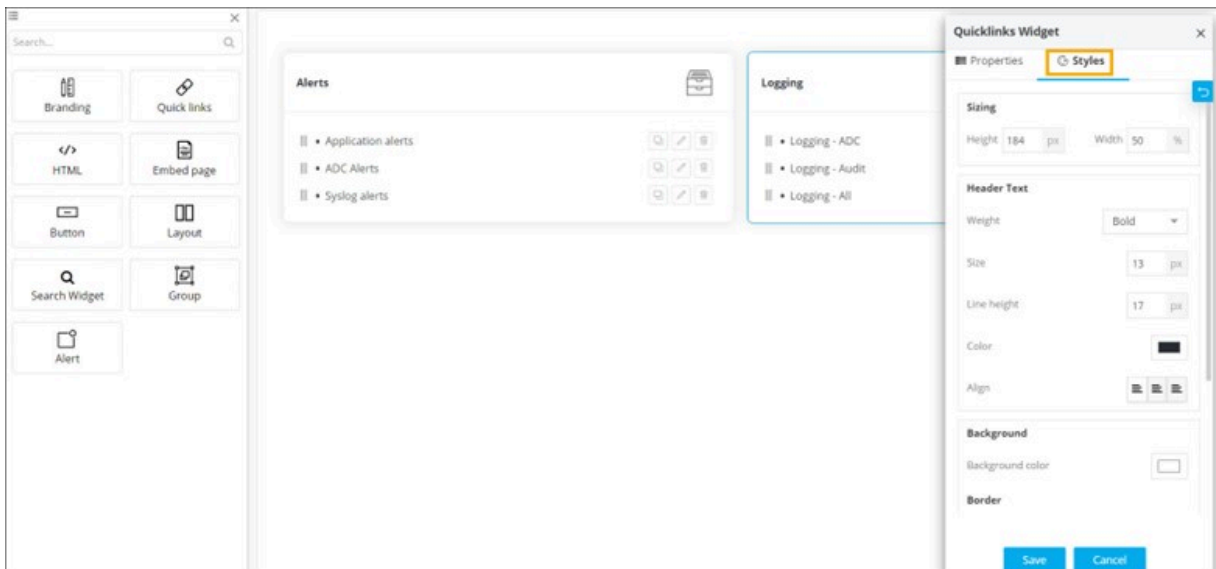 Search...
Branding
Quick links
</>
HTML
Embed page
Button
Layout
Search Widget
Group
Alert
Alerts
• Application alerts
• ADC Alerts
• Syslog alerts
Logging
• Logging - ADC
• Logging - Audit
• Logging - All
Quicklinks Widget
Properties
Styles
Sizing
Height 184 px Width 50 %
Header Text
Weight Bold
Size 13 px
Line height 17 px
Color
Align
Background
Background color
Border
Save Cancel